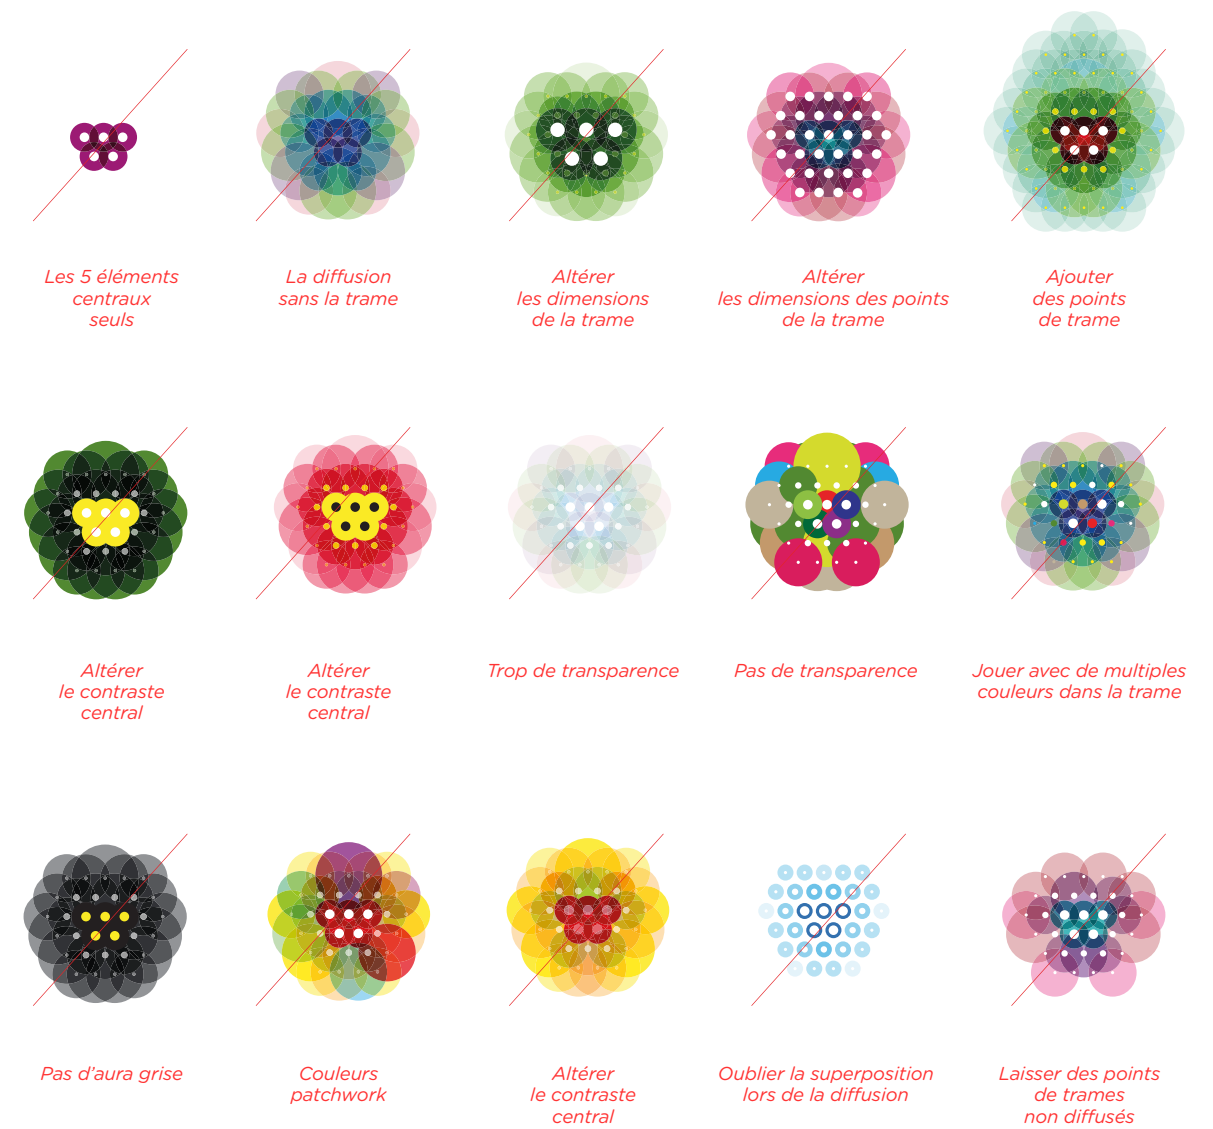 Les 5 éléments
centraux
seuls
La diffusion
sans la trame
Altérer
les dimensions
de la trame
Altérer
les dimensions des points
de la trame
Ajouter
des points
de trame
Altérer
le contraste
central
Altérer
le contraste
central
Trop de transparence
Pas de transparence
Jouer avec de multiples
couleurs dans la trame
Pas d’aura grise
Couleurs
patchwork
Altérer
le contraste
central
Oublier la superposition
lors de la diffusion
Laisser des points
de trames
non diffusés